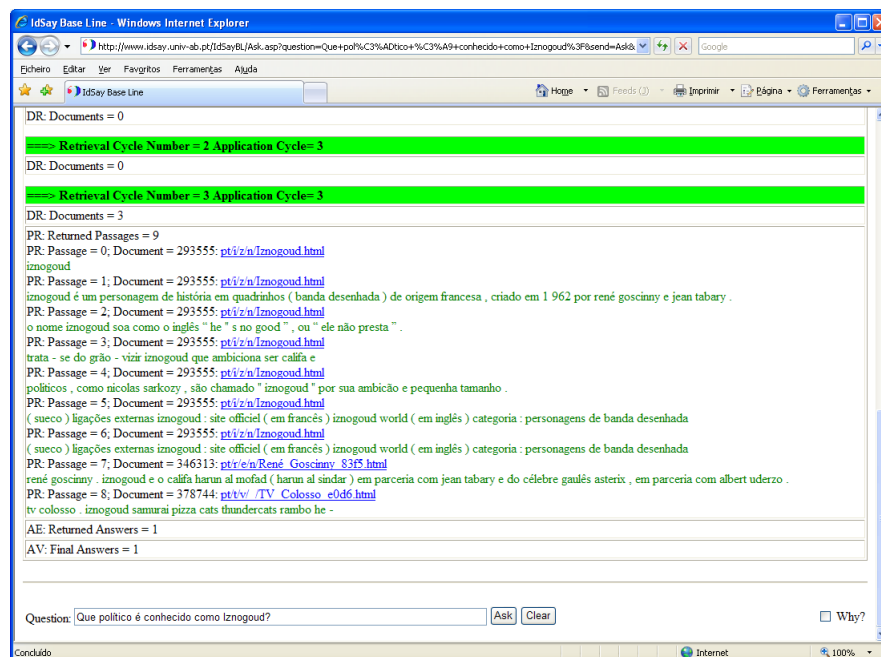 IdSay Base Line - Windows Internet Explorer
http://www.idsay.univ-ab.pt/IdSayBL/Ask.asp?question=Que+pol%C3%ADtico+%C3%A9+conhecido+como+Iznogoud%3F&send=Ask&
Google
Ficheiro Editar Ver Favoritos Ferramentas Ajuda
IdSay Base Line
Home Feeds (J) Imprimir Página Ferramentas
DR: Documents = 0
===> Retrieval Cycle Number = 2 Application Cycle= 3
DR: Documents = 0
===> Retrieval Cycle Number = 3 Application Cycle= 3
DR: Documents = 3
PR: Returned Passages = 9
PR: Passage = 0; Document = 293555: pt/i/z/n/Iznogoud.html
iznogoud
PR: Passage = 1; Document = 293555: pt/i/z/n/Iznogoud.html
iznogoud é um personagem de história em quadrinhos ( banda desenhada ) de origem francesa , criado em 1 962 por rené goscinny e jean tabary .
PR: Passage = 2; Document = 293555: pt/i/z/n/Iznogoud.html
o nome iznogoud soa como o inglês “ he " s no good ” , ou “ ele não presta ” .
PR: Passage = 3; Document = 293555: pt/i/z/n/Iznogoud.html
trata - se do grão - vizir iznogoud que ambiciona ser califa e
PR: Passage = 4; Document = 293555: pt/i/z/n/Iznogoud.html
politicos , como nicolas sarkozy , são chamado " iznogoud " por sua ambicão e pequenha tamanho .
PR: Passage = 5; Document = 293555: pt/i/z/n/Iznogoud.html
( sueco ) ligações externas iznogoud : site officiel ( em francês ) iznogoud world ( em inglês ) categoria : personagens de banda desenhada
PR: Passage = 6; Document = 293555: pt/i/z/n/Iznogoud.html
( sueco ) ligações externas iznogoud : site officiel ( em francês ) iznogoud world ( em inglês ) categoria : personagens de banda desenhada
PR: Passage = 7; Document = 346313: pt/r/e/n/René_Goscinny_83f5.html
rené goscinny . iznogoud e o califa harun al mofad ( harun al sindar ) em parceria com jean tabary e do célebre gaulês asterix , em parceria com albert uderzo .
PR: Passage = 8; Document = 378744: pt/t/v/_/TV_Colosso_e0d6.html
tv colosso . iznogoud samurai pizza cats thundercats rambo he -
AE: Returned Answers = 1
AV: Final Answers = 1
Question: Que político é conhecido como Iznogoud? Ask Clear Why?
Concluído Internet 100%